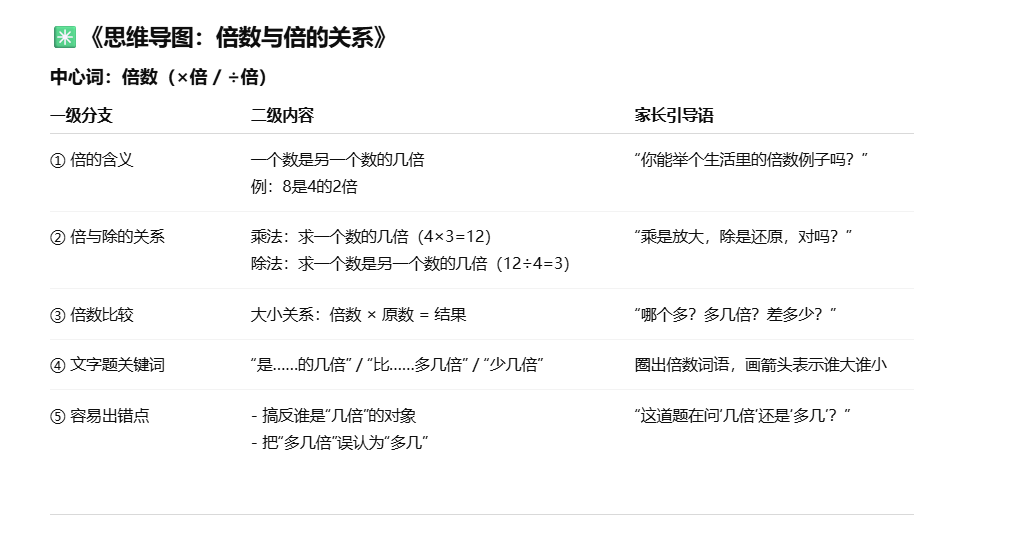 《思维导图：倍数与倍的关系》
中心词：倍数（×倍 / ÷倍）
一级分支 二级内容 家长引导语
① 倍的含义 一个数是另一个数的几倍 “你能举个生活里的倍数例子吗？”
例：8是4的2倍
② 倍与除的关系 乘法：求一个数的几倍（4×3=12） “乘是放大，除是还原，对吗？”
除法：求一个数是另一个数的几倍（12÷4=3）
③ 倍数比较 大小关系：倍数 × 原数 = 结果 “哪个多？多几倍？差多少？”
④ 文字题关键词 “是……的几倍” / “比……多几倍” / “少几倍” 圈出倍数词语，画箭头表示谁大谁小
⑤ 容易出错点 - 搞反谁是“几倍”的对象 “这道题在问‘几倍’还是‘多几’？”
- 把“多几倍”误认为“多几”